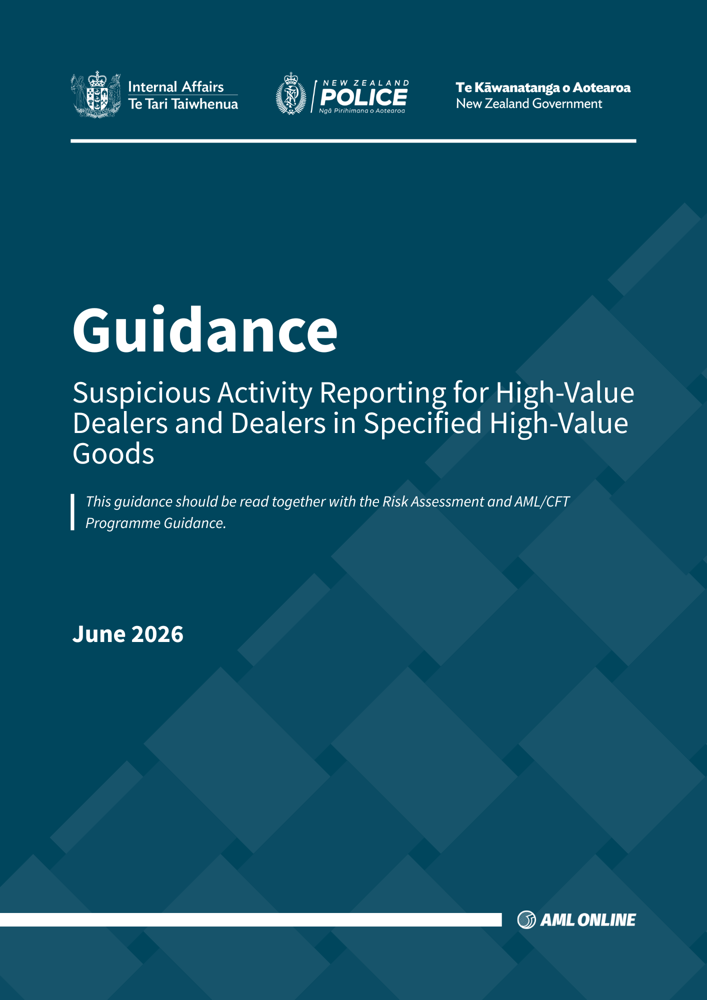 Internal Affairs
Te Tari Taiwhenua
NEW ZEALAND
POLICE
Ngā Pirihimana o Aotearoa
Te Kāwanatanga o Aotearoa
New Zealand Government
Guidance
Suspicious Activity Reporting for High-Value
Dealers and Dealers in Specified High-Value
Goods
This guidance should be read together with the Risk Assessment and AML/CFT
Programme Guidance.
June 2026
AML ONLINE